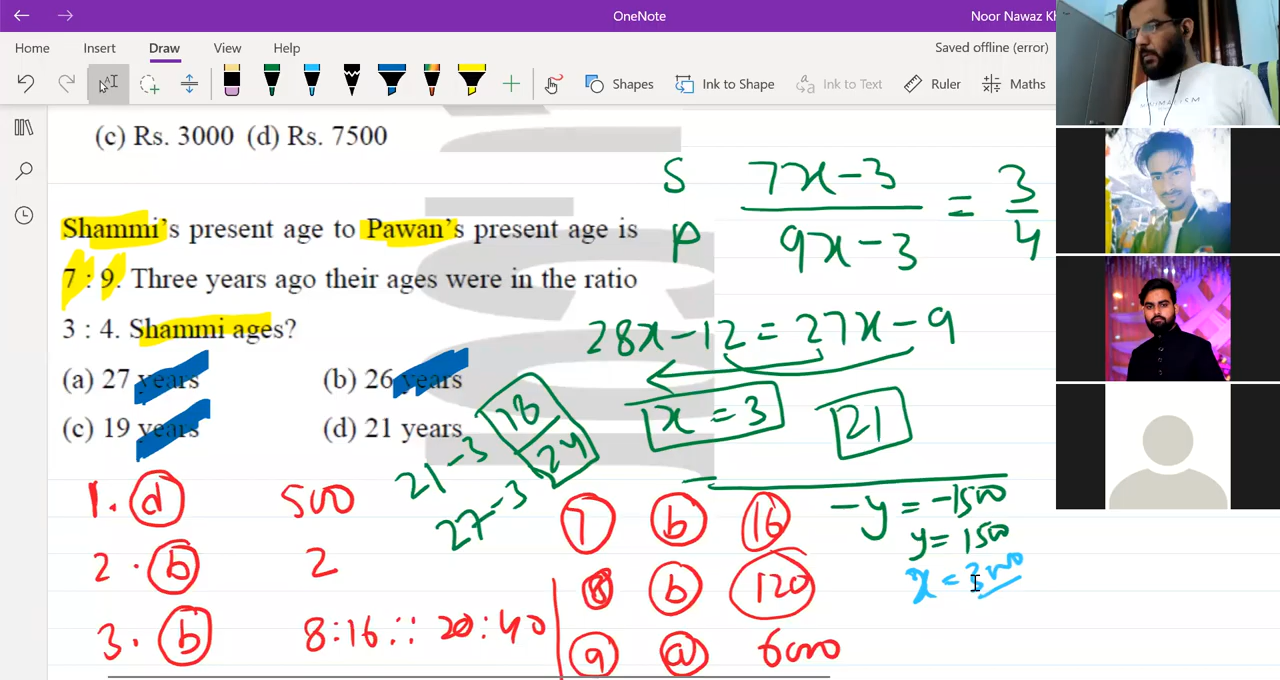 OneNote
Noor Nawaz Kh
Home Insert Draw View Help
Saved offline (error)
Shapes Ink to Shape Ink to Text Ruler Maths
(c) Rs. 3000 (d) Rs. 7500
Shammi's present age to Pawan's present age is
7 : 9. Three years ago their ages were in the ratio
3 : 4. Shammi ages?
(a) 27 years (b) 26 years
(c) 19 years (d) 21 years
S 7x-3 = 3
P 9x-3 4
28x-12 = 27x-9
x = 3 21
21-3 18
27-3 24
-y = -1500
y = 1500
x =
1. d 500
2. b 2
3. b 8:16 :: 20:40
7 b 16
8 b 120
9 a 6000